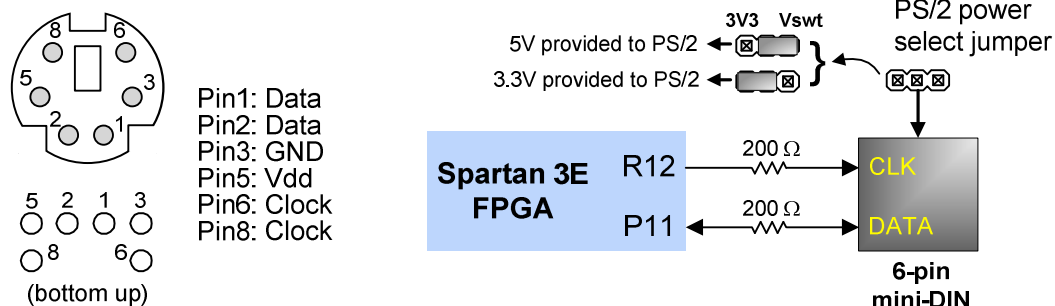 8 6
5 3
2 1
Pin1: Data
Pin2: Data
Pin3: GND
Pin5: Vdd
Pin6: Clock
Pin8: Clock
5 2 1 3
8 6
(bottom up)
3V3 Vswt
5V provided to PS/2
3.3V provided to PS/2
}
PS/2 power
select jumper
Spartan 3E
FPGA
R12
P11
200 Ω
200 Ω
CLK
DATA
6-pin
mini-DIN